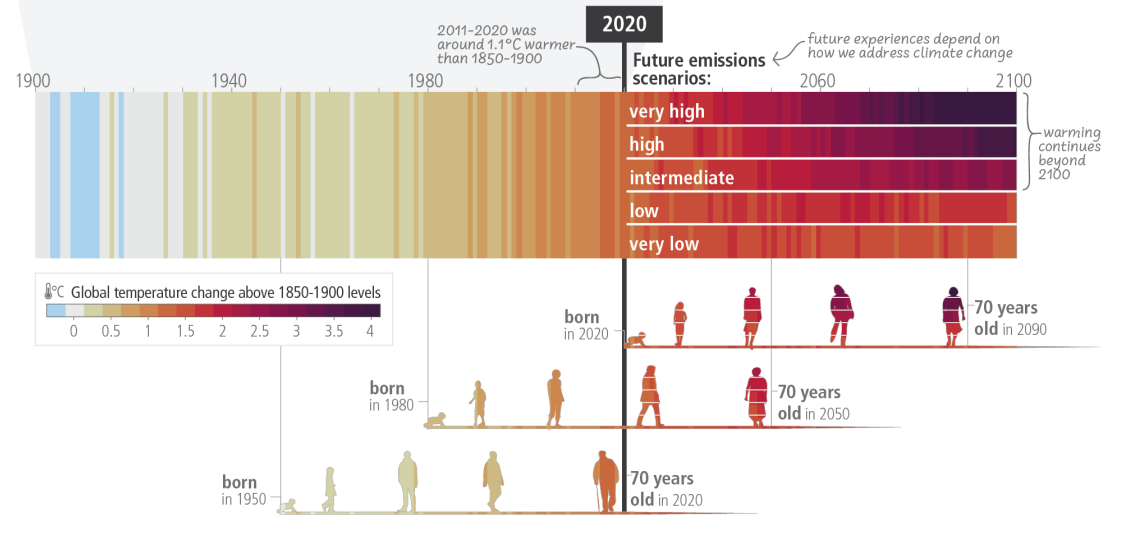 2020
2011-2020 was
around 1.1°C warmer
than 1850-1900
future experiences depend on
how we address climate change
Future emissions
scenarios:
1900 1940 1980 2060 2100
very high
high
intermediate
low
very low
warming
continues
beyond
2100
°C Global temperature change above 1850-1900 levels
0 0.5 1 1.5 2 2.5 3 3.5 4
born
in 2020
70 years
old in 2090
born
in 1980
70 years
old in 2050
born
in 1950
70 years
old in 2020